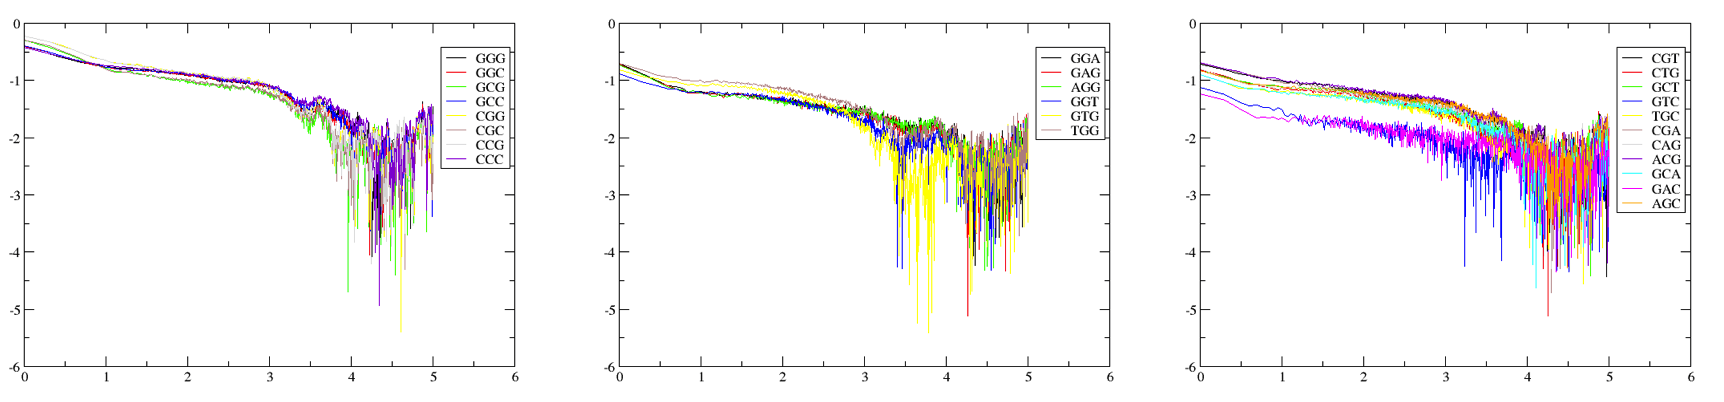 0
-1
-2
-3
-4
-5
-6
0 1 2 3 4 5 6
GGG
GGC
GCG
GCC
CGG
CGC
CCG
CCC
0
-1
-2
-3
-4
-5
-6
0 1 2 3 4 5 6
GGA
GAG
AGG
GGT
GTG
TGG
0
-1
-2
-3
-4
-5
-6
0 1 2 3 4 5 6
CGT
CTG
GCT
GTC
TGC
CGA
CAG
ACG
GCA
GAC
AGC